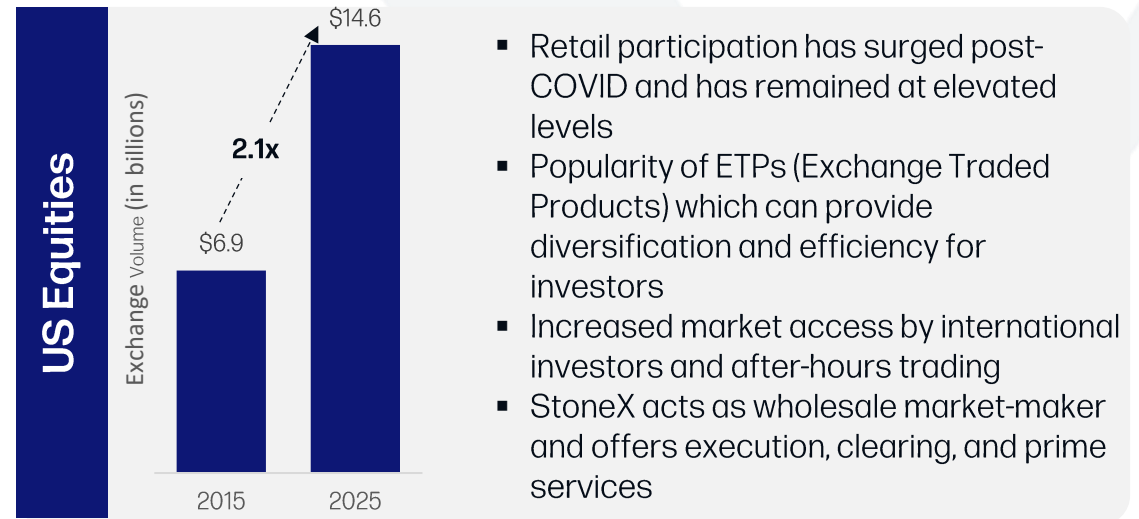 US Equities
Exchange Volume (in billions)
$14.6
2.1x
$6.9
2015
2025
▪ Retail participation has surged post-
COVID and has remained at elevated
levels
▪ Popularity of ETPs (Exchange Traded
Products) which can provide
diversification and efficiency for
investors
▪ Increased market access by international
investors and after-hours trading
▪ StoneX acts as wholesale market-maker
and offers execution, clearing, and prime
services